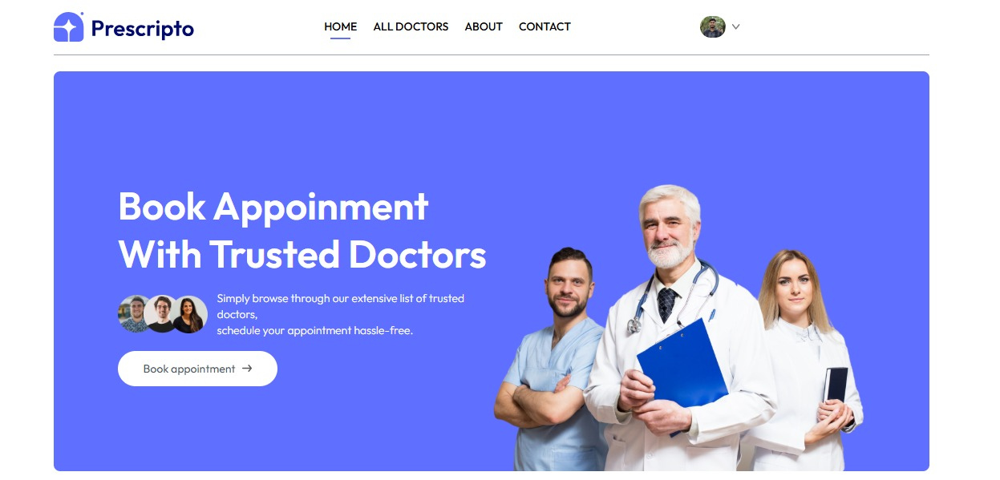 Prescripto
HOME ALL DOCTORS ABOUT CONTACT
Book Appoinment
With Trusted Doctors
Simply browse through our extensive list of trusted
doctors,
schedule your appointment hassle-free.
Book appointment →